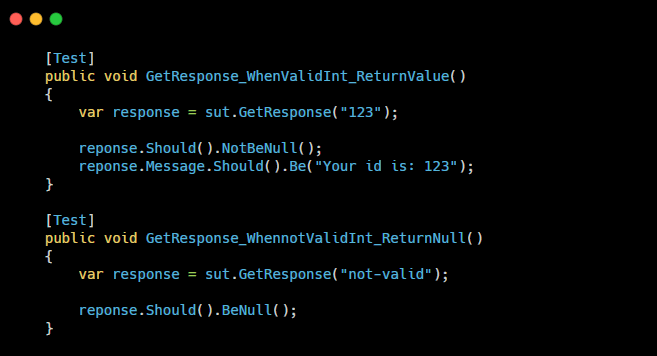 [Test]
public void GetResponse_WhenValidInt_ReturnValue()
{
    var response = sut.GetResponse("123");
    reponse.Should().NotBeNull();
    reponse.Message.Should().Be("Your id is: 123");
}
[Test]
public void GetResponse_WhennotValidInt_ReturnNull()
{
    var response = sut.GetResponse("not-valid");
    reponse.Should().BeNull();
}